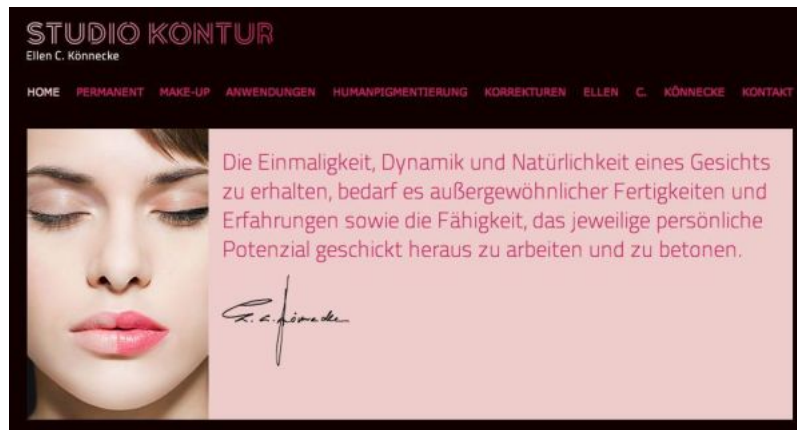 STUDIO KONTUR
Ellen C. Könnecke
HOME PERMANENT MAKE-UP ANWENDUNGEN HUMANPIGMENTIERUNG KORREKTUREN ELLEN C. KÖNNECKE KONTAKT
Die Einmaligkeit, Dynamik und Natürlichkeit eines Gesichts
zu erhalten, bedarf es außergewöhnlicher Fertigkeiten und
Erfahrungen sowie die Fähigkeit, das jeweilige persönliche
Potenzial geschickt heraus zu arbeiten und zu betonen.